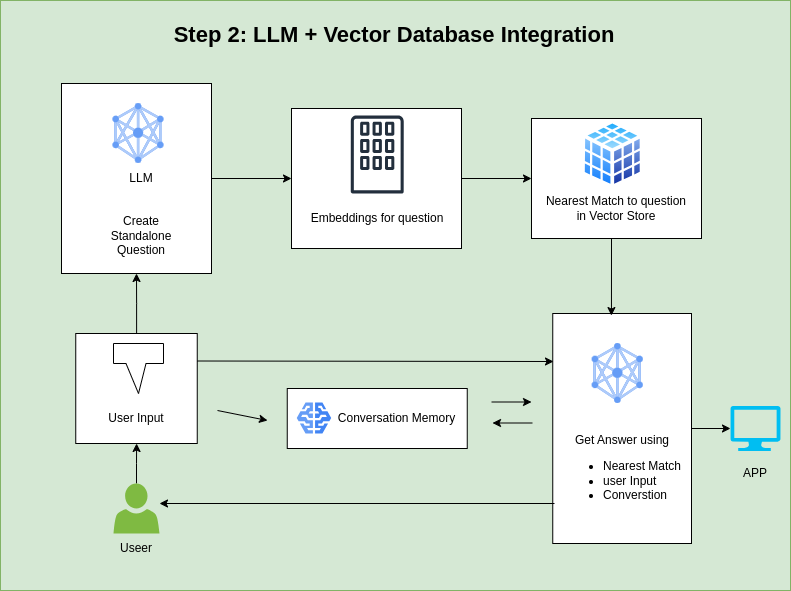 Step 2: LLM + Vector Database Integration
LLM
Create
Standalone
Question
Embeddings for question
Nearest Match to question
in Vector Store
User Input
Conversation Memory
Get Answer using
Nearest Match
user Input
Converstion
APP
Useer